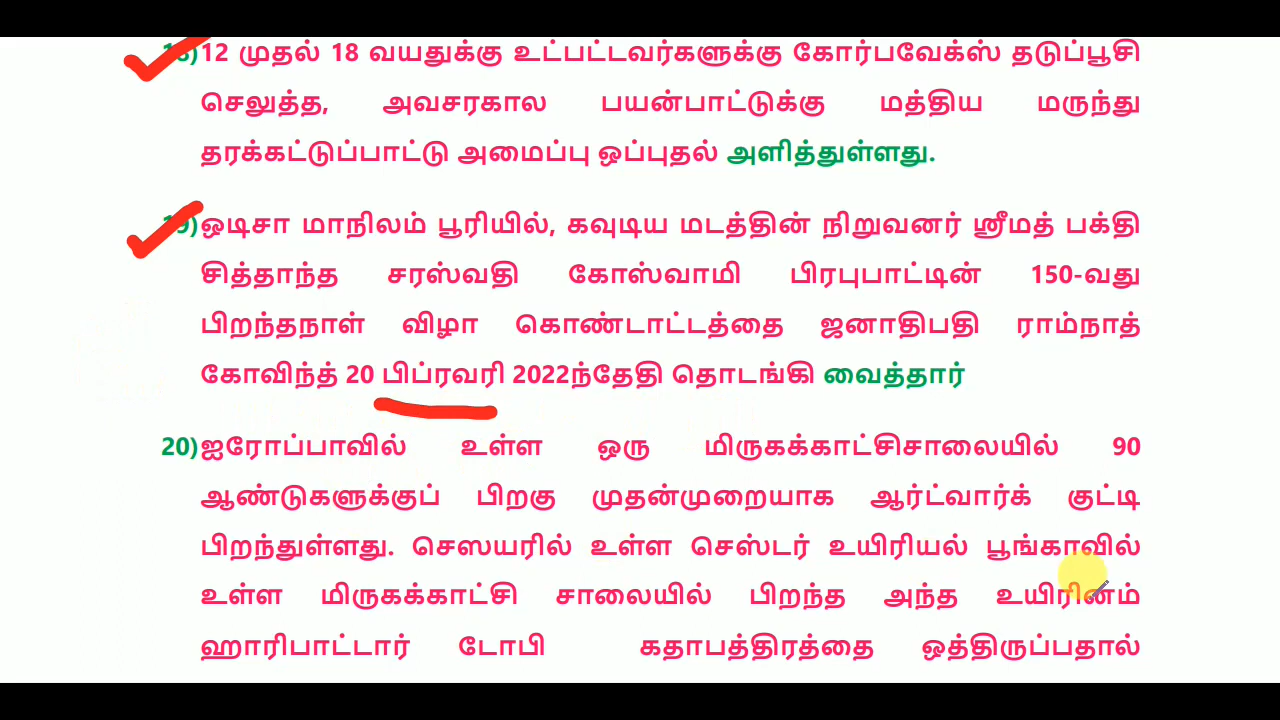 12 முதல் 18 வயதுக்கு உட்பட்டவர்களுக்கு கோர்பவேக்ஸ் தடுப்பூசி
செலுத்த, அவசரகால பயன்பாட்டுக்கு மத்திய மருந்து
தரக்கட்டுப்பாட்டு அமைப்பு ஒப்புதல் அளித்துள்ளது.
19)ஒடிசா மாநிலம் பூரியில், கவுடிய மடத்தின் நிறுவனர் ஸ்ரீமத் பக்தி
சித்தாந்த சரஸ்வதி கோஸ்வாமி பிரபுபாட்டின் 150-வது
பிறந்தநாள் விழா கொண்டாட்டத்தை ஜனாதிபதி ராம்நாத்
கோவிந்த் 20 பிப்ரவரி 2022ந்தேதி தொடங்கி வைத்தார்
20)ஐரோப்பாவில் உள்ள ஒரு மிருகக்காட்சிசாலையில் 90
ஆண்டுகளுக்குப் பிறகு முதன்முறையாக ஆர்ட்வார்க் குட்டி
பிறந்துள்ளது. செஸயரில் உள்ள செஸ்டர் உயிரியல் பூங்காவில்
உள்ள மிருகக்காட்சி சாலையில் பிறந்த அந்த உயிரினம்
ஹாரிபாட்டார் டோபி கதாபத்திரத்தை ஒத்திருப்பதால்